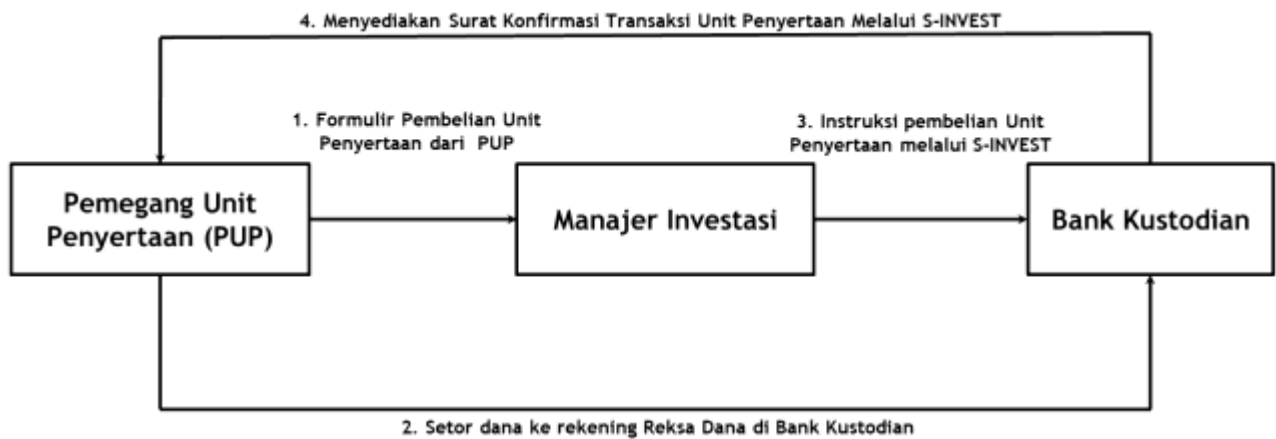 4. Menyediakan Surat Konfirmasi Transaksi Unit Penyertaan Melalui S-INVEST
1. Formulir Pembelian Unit
Penyertaan dari PUP
3. Instruksi pembelian Unit
Penyertaan melalui S-INVEST
Pemegang Unit
Penyertaan (PUP)
Manajer Investasi
Bank Kustodian
2. Setor dana ke rekening Reksa Dana di Bank Kustodian